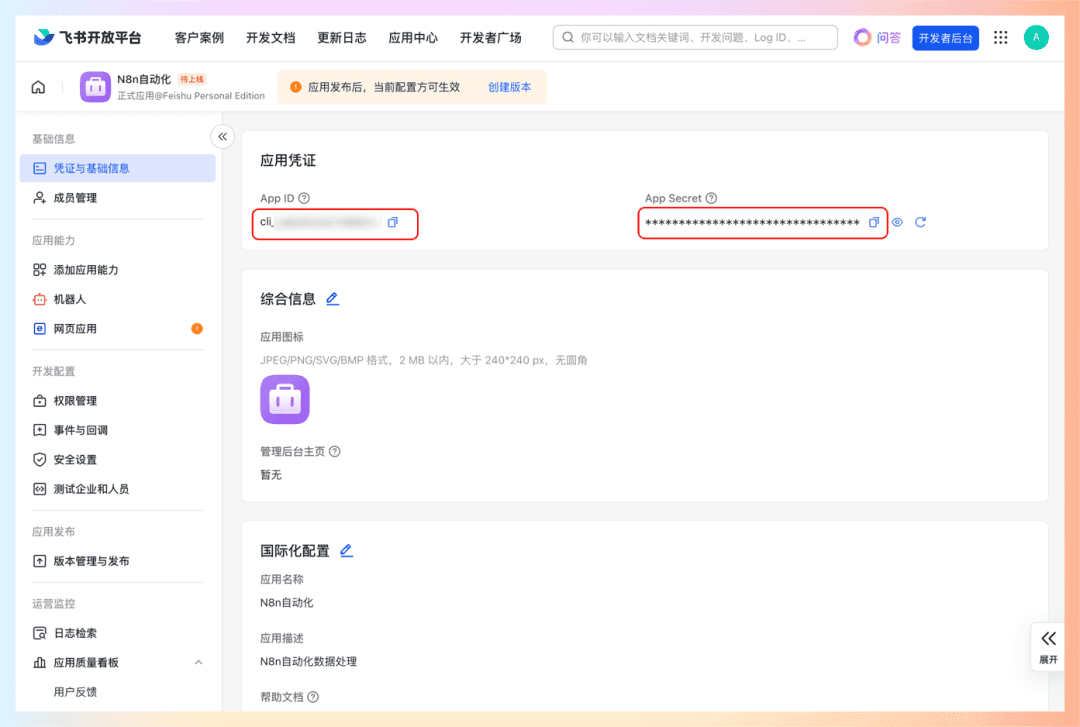 飞书开放平台
客户案例 开发文档 更新日志 应用中心 开发者广场
你可以输入文档关键词、开发问题、Log ID、...
问答
开发者后台
A
N8n自动化 待上线
正式应用@Feishu Personal Edition
应用发布后，当前配置方可生效 创建版本
基础信息
凭证与基础信息
成员管理
应用能力
添加应用能力
机器人
网页应用
开发配置
权限管理
事件与回调
安全设置
测试企业和人员
应用发布
版本管理与发布
运营监控
日志检索
应用质量看板
用户反馈
应用凭证
App ID
cli_
App Secret
********************************
综合信息
应用图标
JPEG/PNG/SVG/BMP 格式，2 MB 以内，大于 240*240 px，无圆角
管理后台主页
暂无
国际化配置
应用名称
N8n自动化
应用描述
N8n自动化数据处理
帮助文档
展开